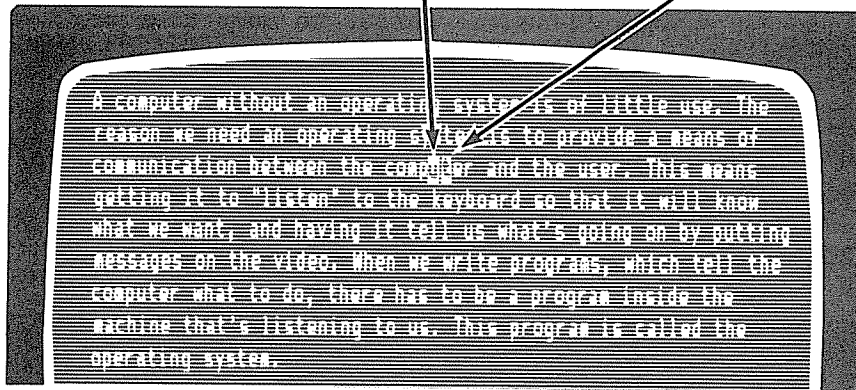 A computer without an operating system is of little use. The
reason we need an operating system is to provide a means of
communication between the computer and the user. This means
getting it to "listen" to the keyboard so that it will know
what we want, and having it tell us what's going on by putting
messages on the video. When we write programs, which tell the
computer what to do, there has to be a program inside the
machine that's listening to us. This program is called the
operating system.